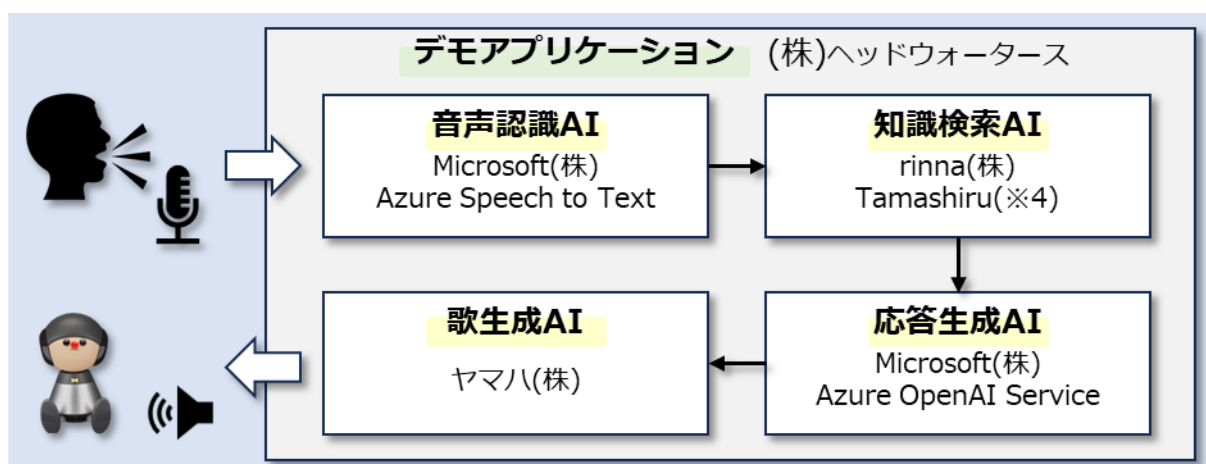 デモアプリケーション (株)ヘッドウォータース
音声認識AI
Microsoft(株)
Azure Speech to Text
知識検索AI
rinna(株)
Tamashiru(※4)
歌生成AI
ヤマハ(株)
応答生成AI
Microsoft(株)
Azure OpenAI Service